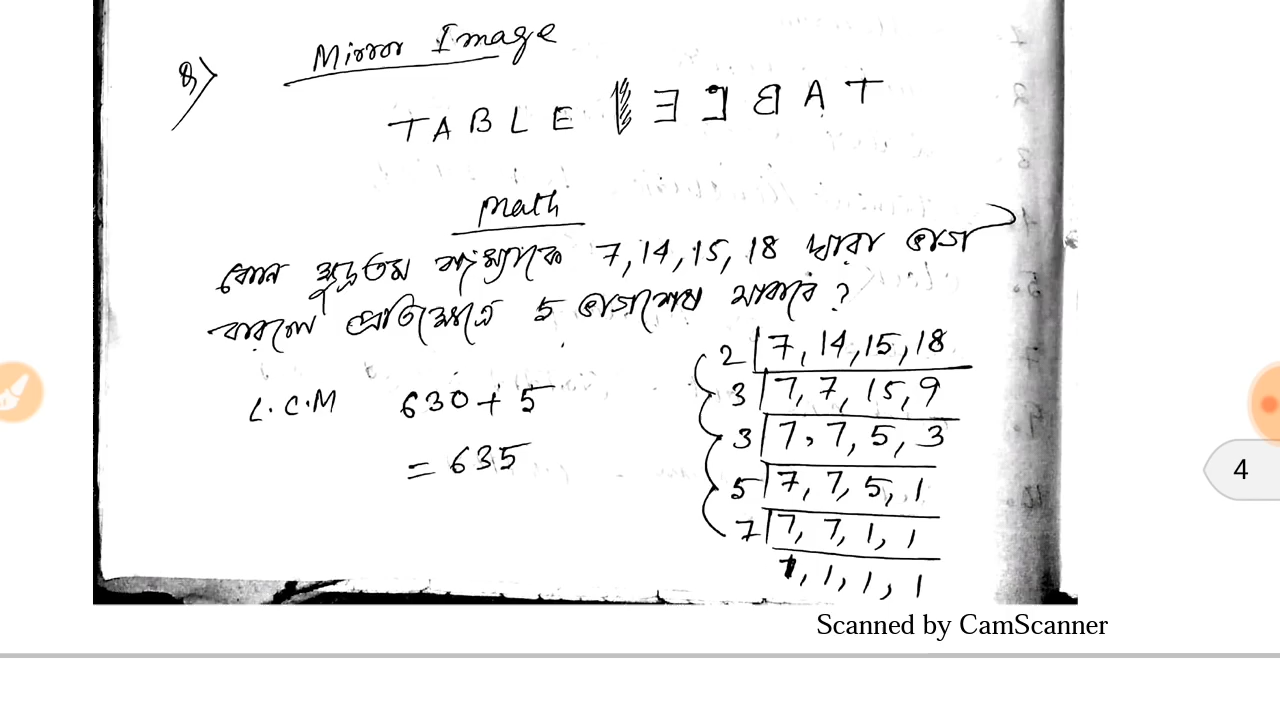 8) Mirror Image
TABLE ƎLBAT
Math
কোন ক্ষুদ্রতম সংখ্যাকে 7, 14, 15, 18 দ্বারা ভাগ
করলে প্রতিক্ষেত্রে 5 ভাগশেষ থাকবে ?
2 7, 14, 15, 18
L.C.M 630 + 5
3 7, 7, 15, 9
= 635
3 7, 7, 5, 3
5 7, 7, 5, 1
7 7, 7, 1, 1
1, 1, 1, 1
4
Scanned by CamScanner